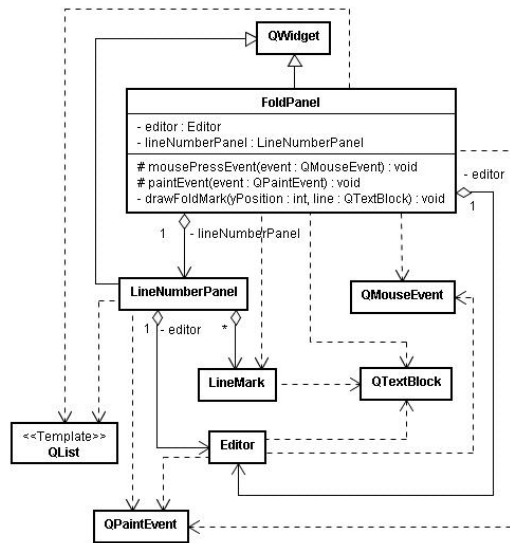 QWidget
FoldPanel
- editor : Editor
- lineNumberPanel : LineNumberPanel
# mousePressEvent(event : QMouseEvent) : void
# paintEvent(event : QPaintEvent) : void
- drawFoldMark(yPosition : int, line : QTextBlock) : void
- editor
1
1
- lineNumberPanel
LineNumberPanel
QMouseEvent
1
- editor
*
LineMark
QTextBlock
<<Template>>
QList
Editor
QPaintEvent